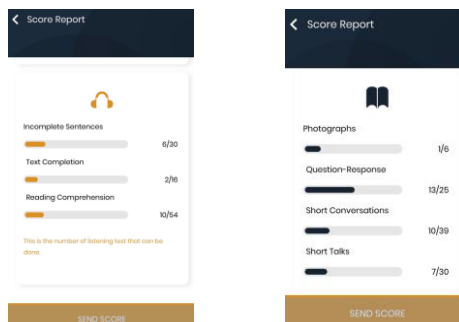 Score Report
Incomplete Sentences
6/30
Text Completion
2/16
Reading Comprehension
10/54
This is the number of listening test that can be
done
SEND SCORE
Score Report
Photographs
1/6
Question-Response
13/25
Short Conversations
10/39
Short Talks
7/30
SEND SCORE